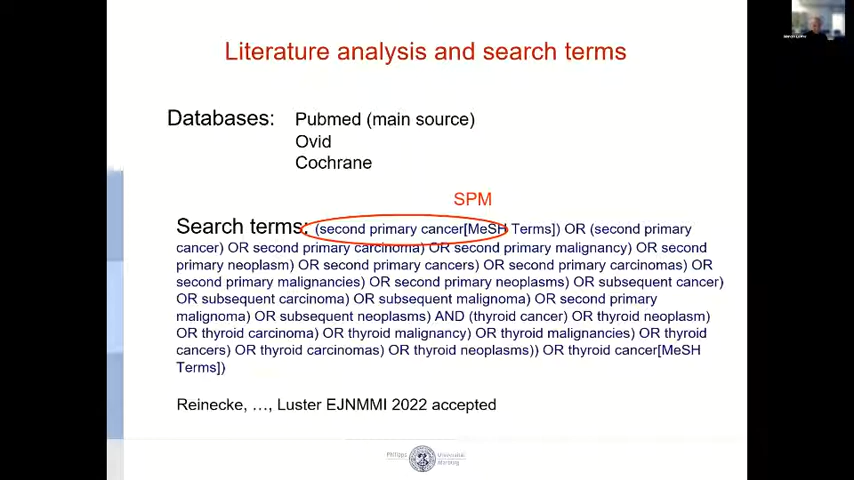 Literature analysis and search terms
Databases: Pubmed (main source)
Ovid
Cochrane
SPM
Search terms: (second primary cancer[MeSH Terms]) OR (second primary
cancer) OR second primary carcinoma) OR second primary malignancy) OR second
primary neoplasm) OR second primary cancers) OR second primary carcinomas) OR
second primary malignancies) OR second primary neoplasms) OR subsequent cancer)
OR subsequent carcinoma) OR subsequent malignoma) OR second primary
malignoma) OR subsequent neoplasms) AND (thyroid cancer) OR thyroid neoplasm)
OR thyroid carcinoma) OR thyroid malignancy) OR thyroid malignancies) OR thyroid
cancers) OR thyroid carcinomas) OR thyroid neoplasms)) OR thyroid cancer[MeSH
Terms])
Reinecke, …, Luster EJNMMI 2022 accepted
Philipps Universität
Marburg